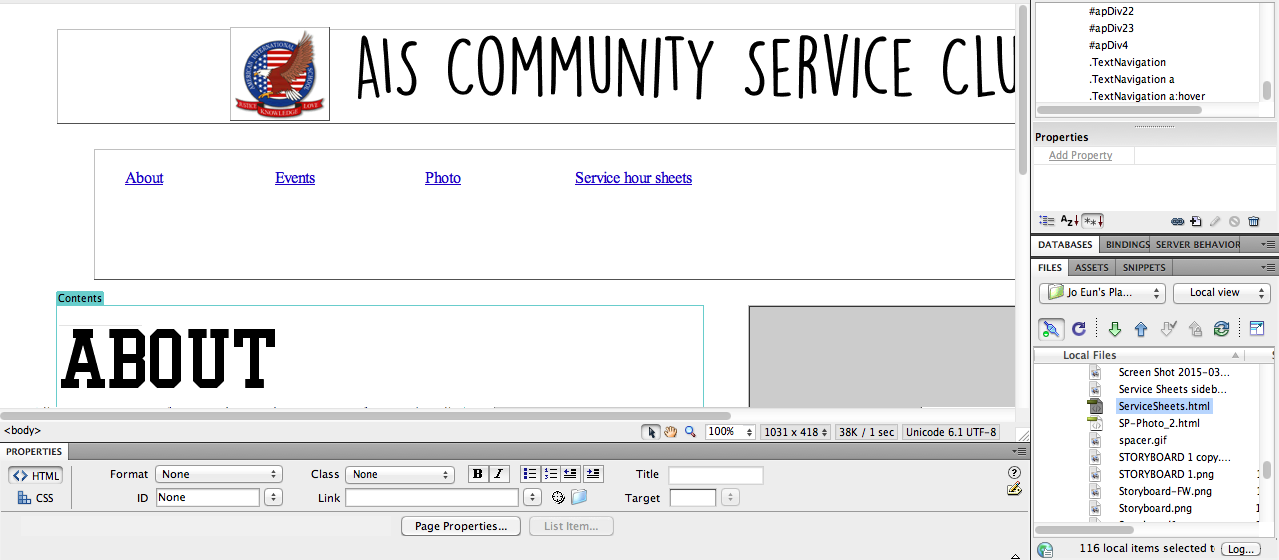 #apDiv22
#apDiv23
#apDiv4
.TextNavigation
.TextNavigation a
.TextNavigation a:hover
AIS COMMUNITY SERVICE CLU
AMERICAN INTERNATIONAL SCHOOL
JUSTICE KNOWLEDGE LOVE
Properties
Add Property
About Events Photo Service hour sheets
DATABASES BINDINGS SERVER BEHAVIOR
FILES ASSETS SNIPPETS
Jo Eun's Pla... Local view
Contents
ABOUT
Local Files
Screen Shot 2015-03...
Service Sheets sideb...
ServiceSheets.html
SP-Photo_2.html
spacer.gif
STORYBOARD 1 copy....
STORYBOARD 1.png
Storyboard-FW.png
Storyboard.png
<body> 100% 1031 x 418 38K / 1 sec Unicode 6.1 UTF-8
PROPERTIES
<> HTML Format None Class None B I Title
CSS ID None Link Target
Page Properties... List Item...
116 local items selected t Log...